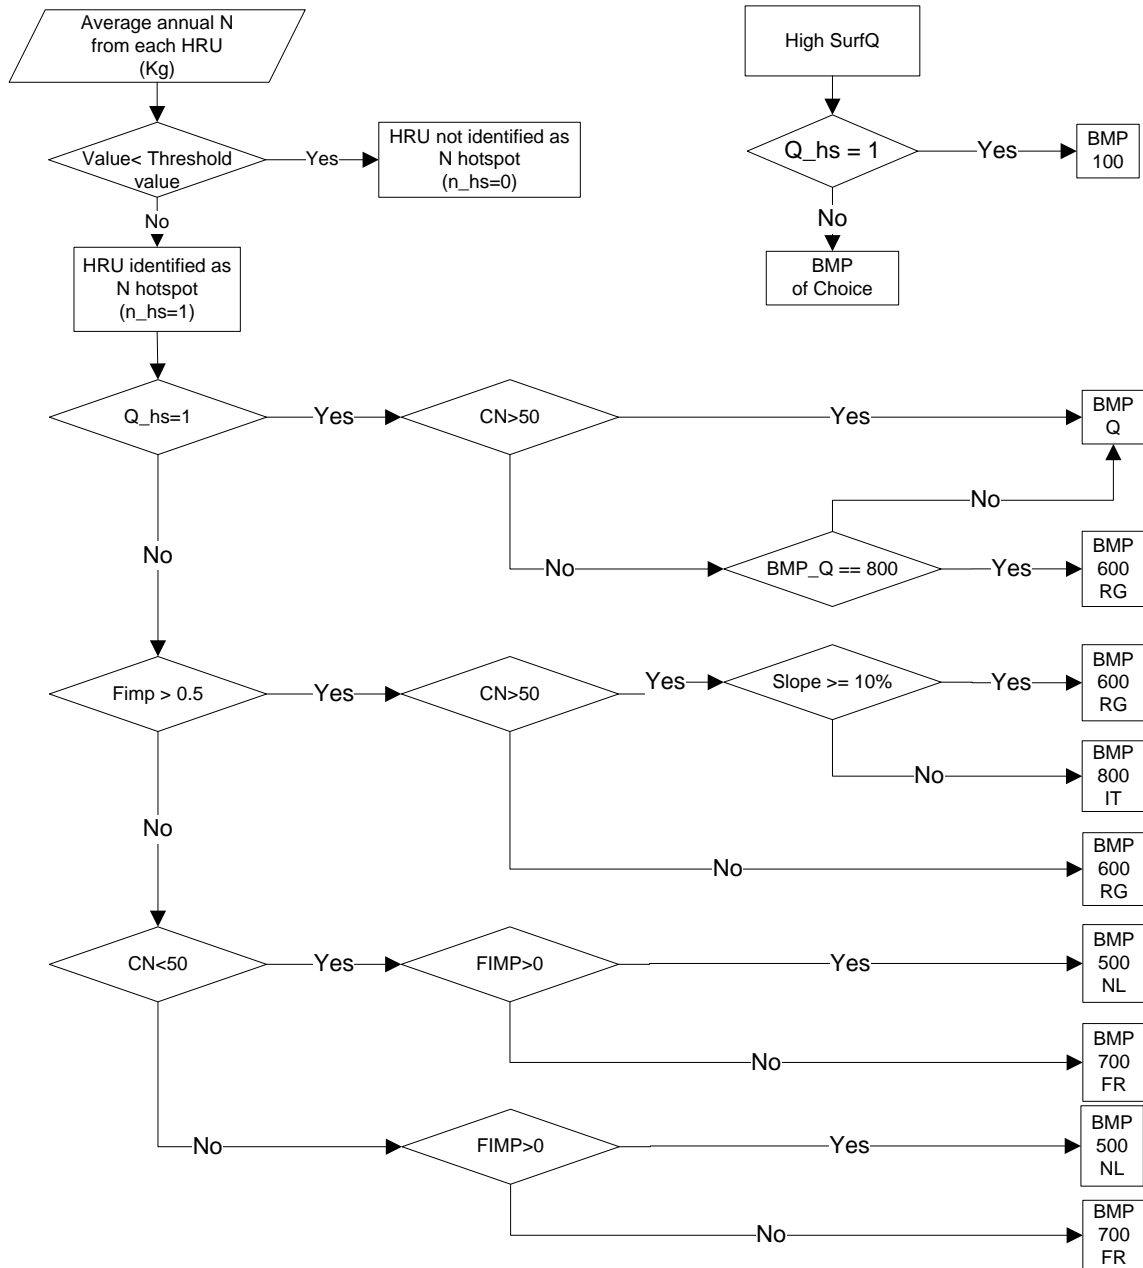 Average annual N
from each HRU
(Kg)
High SurfQ
Value< Threshold
value
Yes
HRU not identified as
N hotspot
(n_hs=0)
Q_hs = 1
Yes
BMP
100
No
No
HRU identified as
N hotspot
(n_hs=1)
BMP
of Choice
Q_hs=1
Yes
CN>50
Yes
BMP
Q
No
No
No
BMP_Q == 800
Yes
BMP
600
RG
Fimp > 0.5
Yes
CN>50
Yes
Slope >= 10%
Yes
BMP
600
RG
No
BMP
800
IT
No
No
BMP
600
RG
CN<50
Yes
FIMP>0
Yes
BMP
500
NL
No
BMP
700
FR
No
FIMP>0
Yes
BMP
500
NL
No
BMP
700
FR